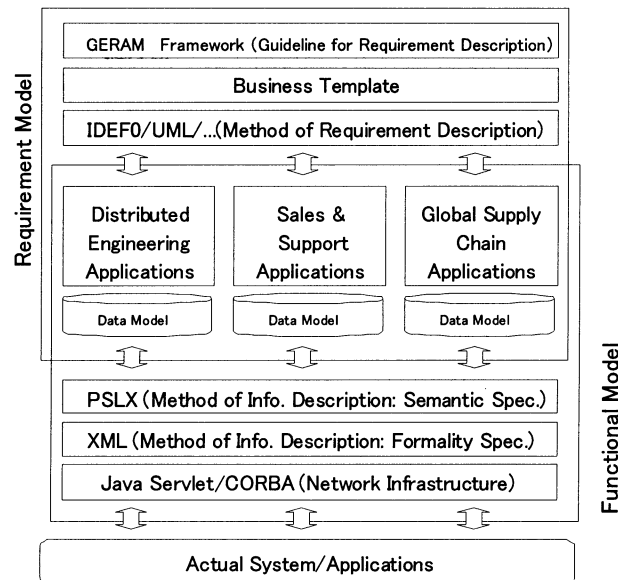 GERAM Framework (Guideline for Requirement Description)
Business Template
IDEF0/UML/...(Method of Requirement Description)
Requirement Model
Distributed
Engineering
Applications
Sales &
Support
Applications
Global Supply
Chain
Applications
Data Model
Data Model
Data Model
Functional Model
PSLX (Method of Info. Description: Semantic Spec.)
XML (Method of Info. Description: Formality Spec.)
Java Servlet/CORBA (Network Infrastructure)
Actual System/Applications